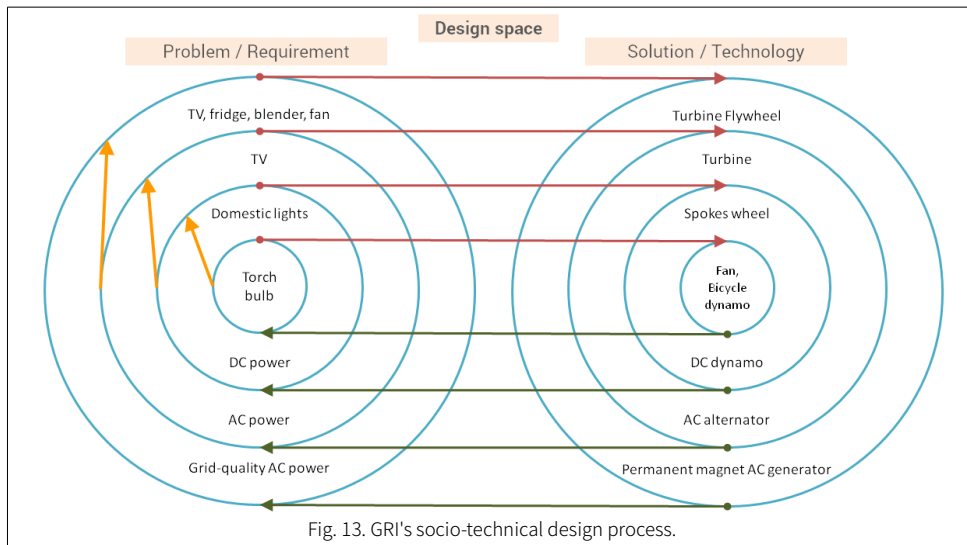 Design space
Problem / Requirement
Solution / Technology
TV, fridge, blender, fan
Turbine Flywheel
TV
Turbine
Domestic lights
Spokes wheel
Torch
bulb
Fan,
Bicycle
dynamo
DC power
DC dynamo
AC power
AC alternator
Grid-quality AC power
Permanent magnet AC generator
Fig. 13. GRI's socio-technical design process.